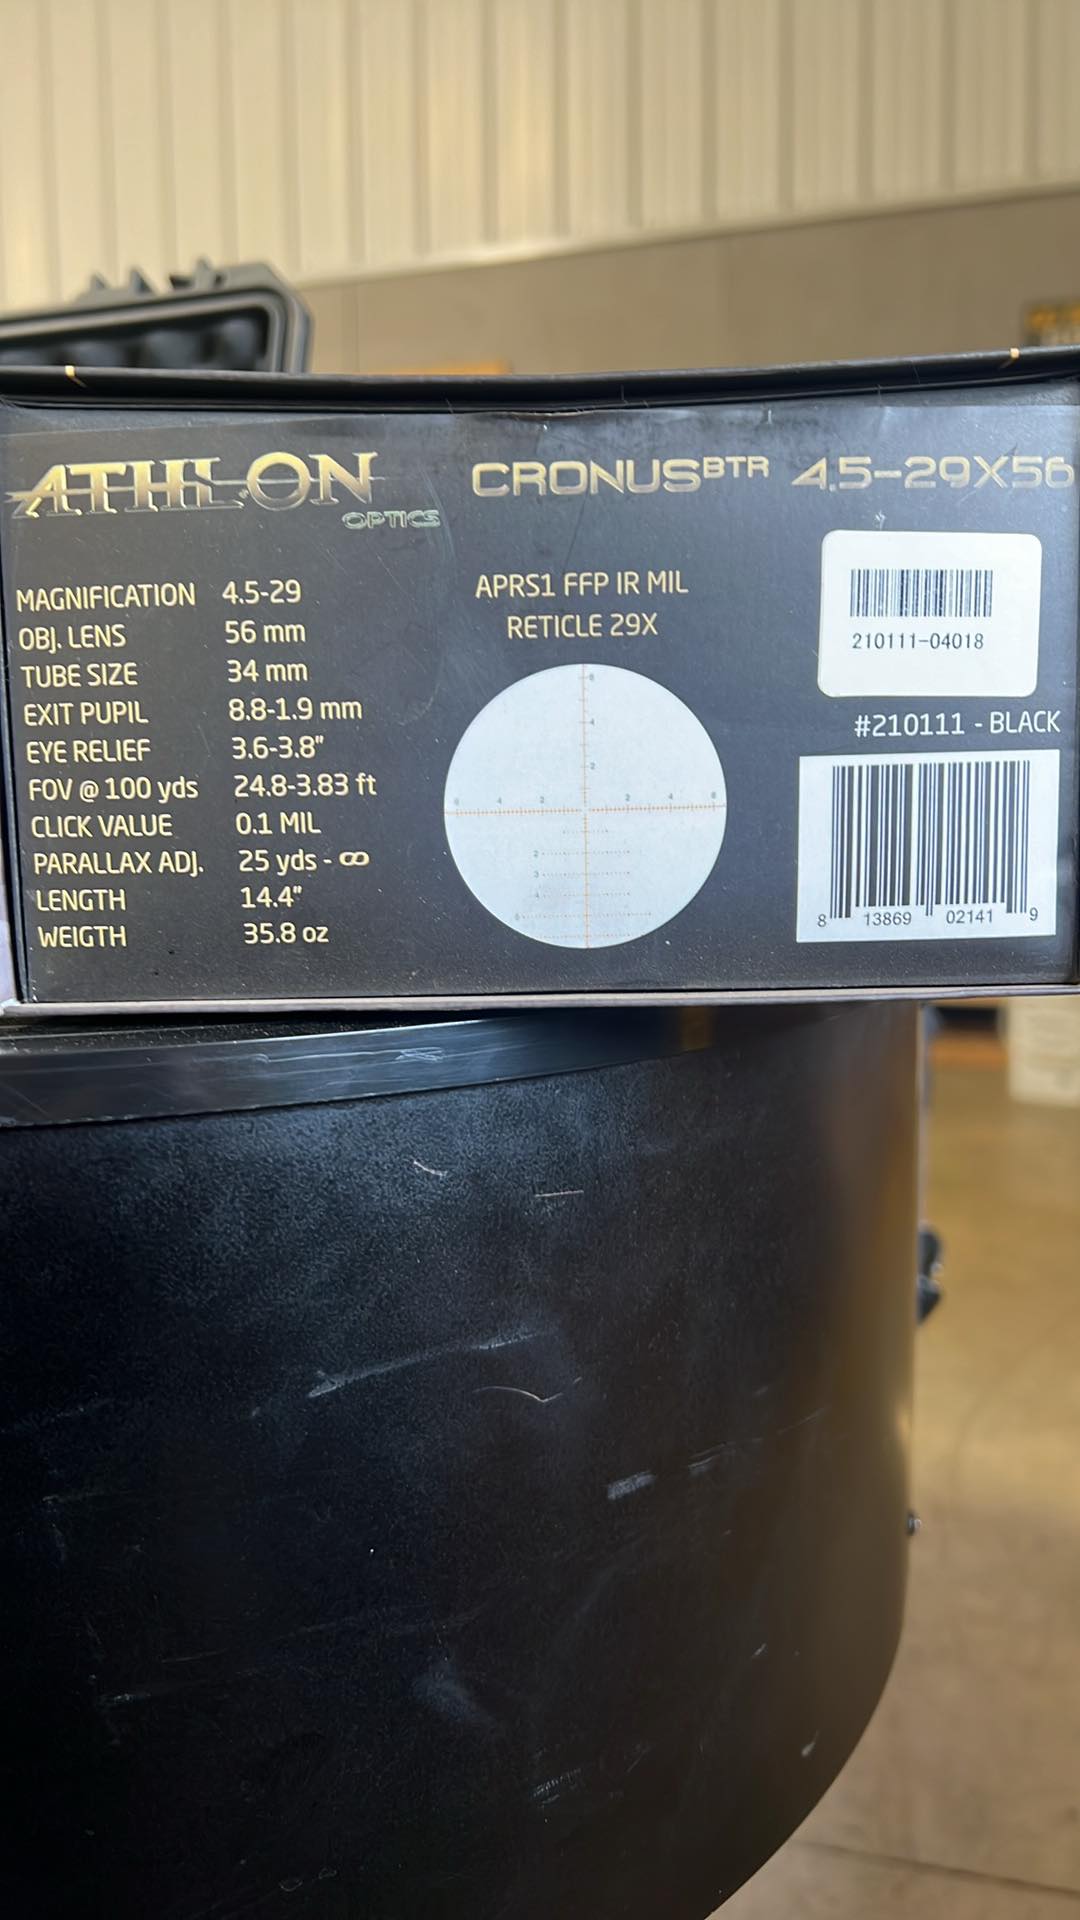 ATHLON
OPTICS
CRONUS BTR 4.5-29X56
MAGNIFICATION 4.5-29
OBJ. LENS 56 mm
TUBE SIZE 34 mm
EXIT PUPIL 8.8-1.9 mm
EYE RELIEF 3.6-3.8"
FOV @ 100 yds 24.8-3.83 ft
CLICK VALUE 0.1 MIL
PARALLAX ADJ. 25 yds - ∞
LENGTH 14.4"
WEIGTH 35.8 oz
APRS1 FFP IR MIL
RETICLE 29X
210111-04018
#210111 - BLACK
8 13869 02141 9